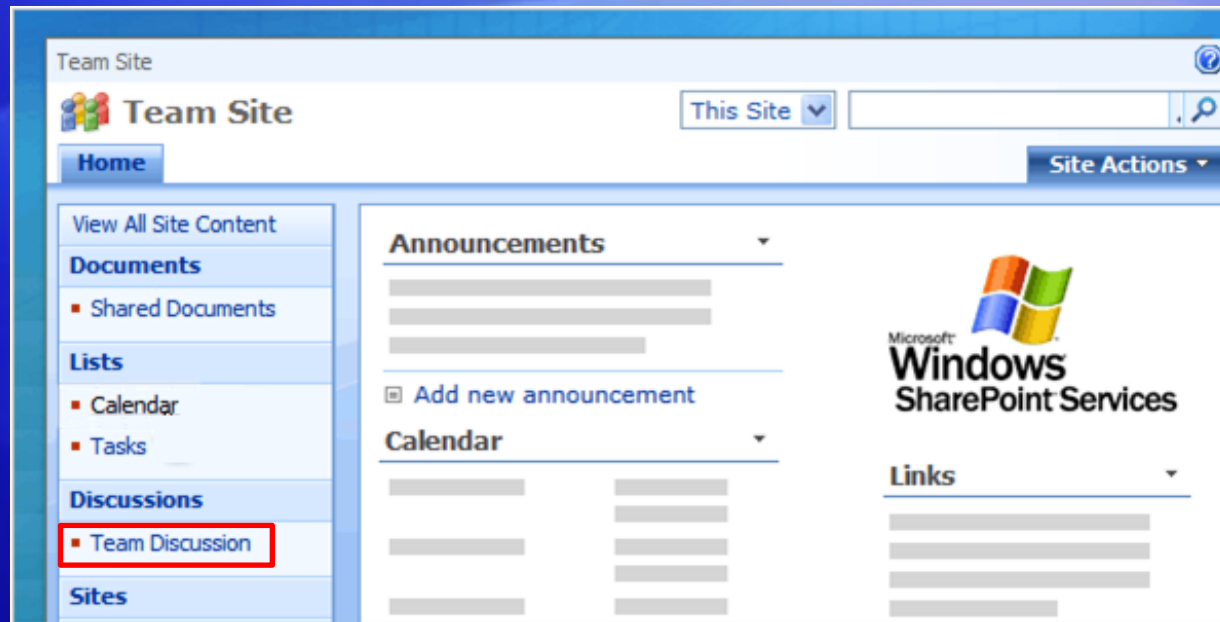 Team Site
Team Site
This Site
Home
Site Actions
View All Site Content
Documents
Shared Documents
Lists
Calendar
Tasks
Discussions
Team Discussion
Sites
Announcements
Add new announcement
Calendar
Microsoft
Windows
SharePoint Services
Links